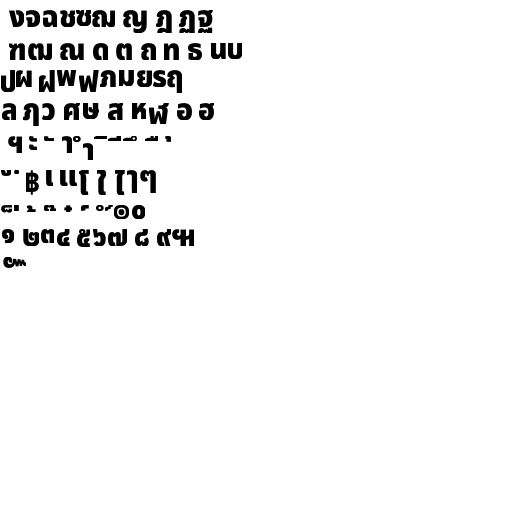 งจฉชซฌ ญ ฎ ฏฐ
ฑฒ ณ ด ต ถ ท ธ นบ
ปผ ฝพ ฟภมยรฤ
ล ฦว ศษ ส หฬ อ ฮ
ฯ ะ ั า ำ
฿ เ แโ ใ ไๅๆ
๏๐
๑ ๒๓๔ ๕๖๗ ๘ ๙๚
๛